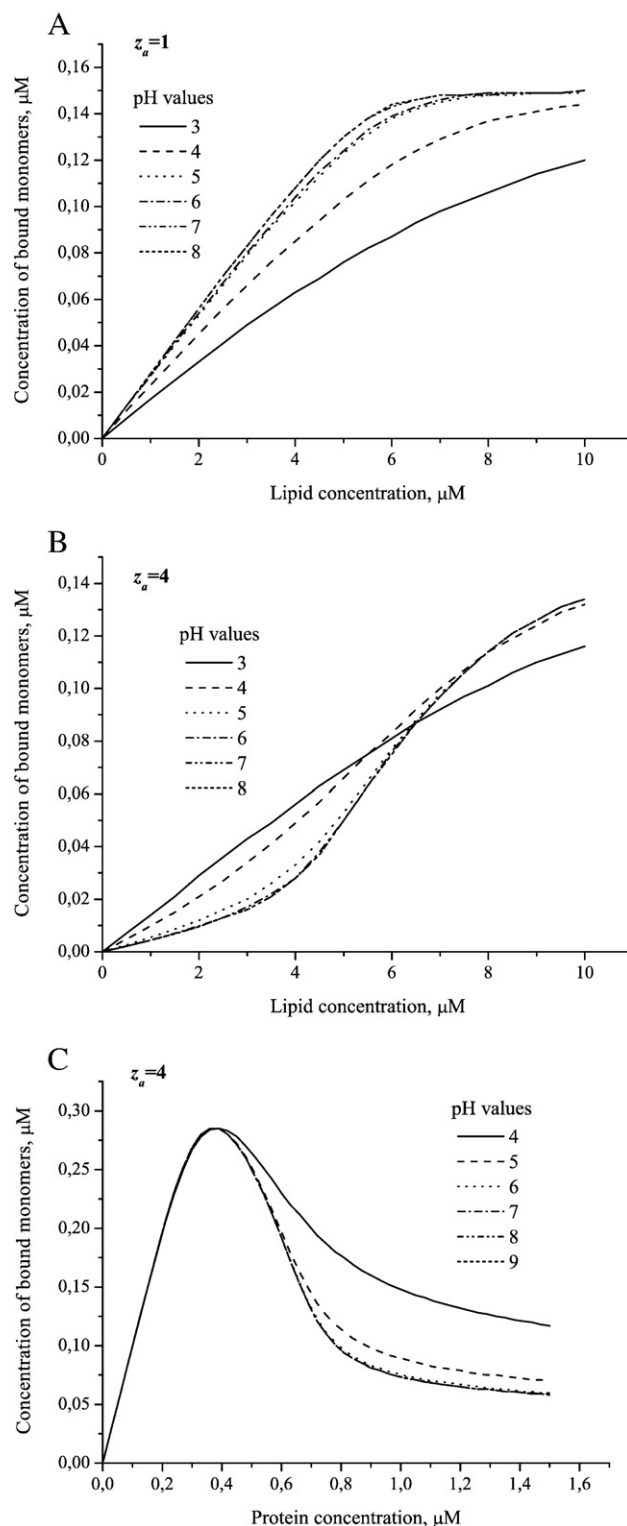 A
z_a=1
Concentration of bound monomers, μM
0,16
0,14
0,12
0,10
0,08
0,06
0,04
0,02
0,00
pH values
3
4
5
6
7
8
0 2 4 6 8 10
Lipid concentration, μM
B
z_a=4
Concentration of bound monomers, μM
0,14
0,12
0,10
0,08
0,06
0,04
0,02
0,00
pH values
3
4
5
6
7
8
0 2 4 6 8 10
Lipid concentration, μM
C
z_a=4
Concentration of bound monomers, μM
0,30
0,25
0,20
0,15
0,10
0,05
0,00
pH values
4
5
6
7
8
9
0,0 0,2 0,4 0,6 0,8 1,0 1,2 1,4 1,6
Protein concentration, μM